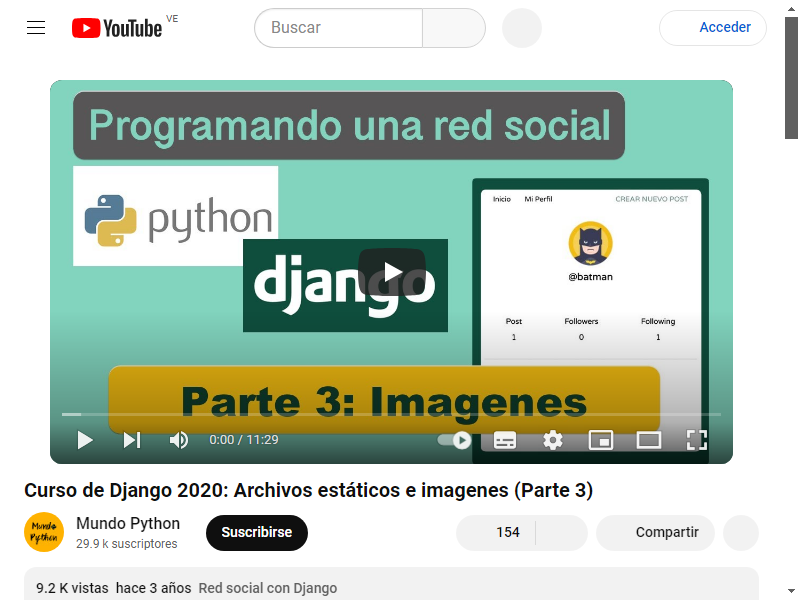 YouTube VE
Buscar
Acceder
Programando una red social
python
django
Inicio Mi Perfil CREAR NUEVO POST
@batman
Post Followers Following
1 0 1
Parte 3: Imagenes
0:00 / 11:29
Curso de Django 2020: Archivos estáticos e imagenes (Parte 3)
Mundo Python
Mundo Python
29.9 k suscriptores
Suscribirse
154
Compartir
9.2 K vistas hace 3 años Red social con Django